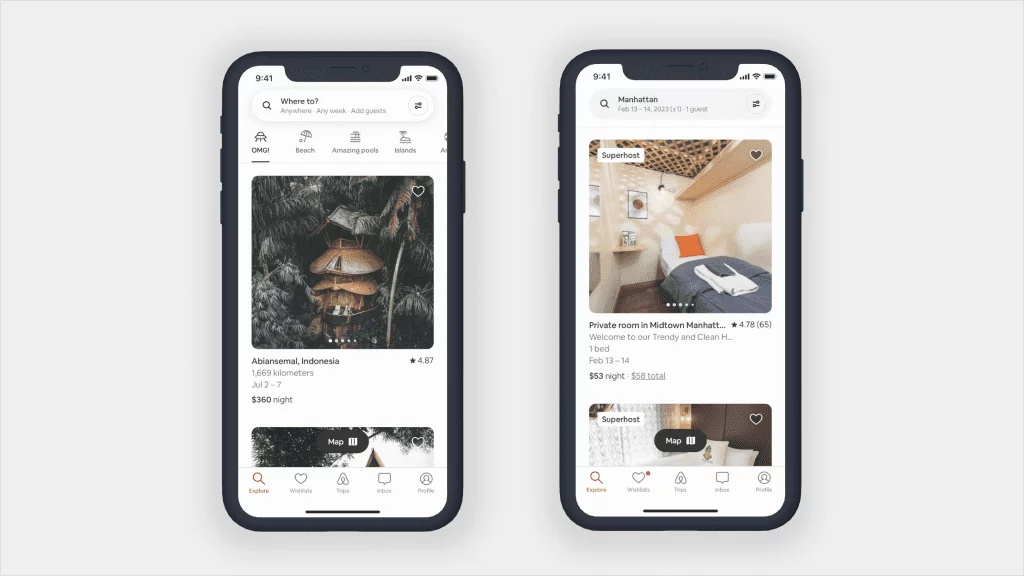 9:41
Where to?
Anywhere · Any week · Add guests
OMG!
Beach
Amazing pools
Islands
Abiansemal, Indonesia
★ 4.87
1,669 kilometers
Jul 2 – 7
$360 night
Map
Explore
Wishlists
Trips
Inbox
Profile
9:41
Manhattan
Feb 13 – 14, 2023 (±1) · 1 guest
Superhost
Private room in Midtown Manhatt...
★ 4.78 (65)
Welcome to our Trendy and Clean H...
1 bed
Feb 13 – 14
$53 night · $58 total
Superhost
Map
Explore
Wishlists
Trips
Inbox
Profile